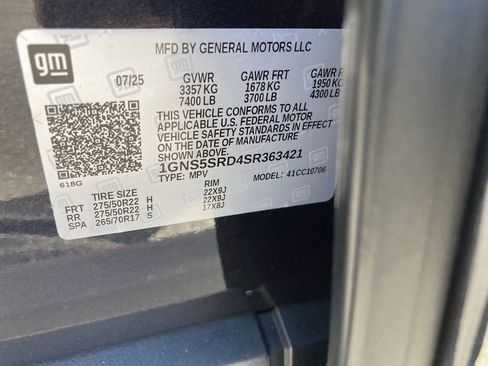 gm
MFD BY GENERAL MOTORS LLC
07/25 GVWR GAWR FRT GAWR
3357 KG 1678 KG 1950 KG
7400 LB 3700 LB 4300 LB
THIS VEHICLE CONFORMS TO ALL
APPLICABLE U.S. FEDERAL MOTOR
VEHICLE SAFETY STANDARDS IN EFFECT
ON THE DATE OF MANUFACTURE
SHOWN ABOVE.
1GNS5SRD4SR363421
618G TYPE: MPV MODEL: 41CC10706
TIRE SIZE RIM
FRT 275/50R22 H 22X9J
RR 275/50R22 H 22X9J
SPA 265/70R17 S 17X8J